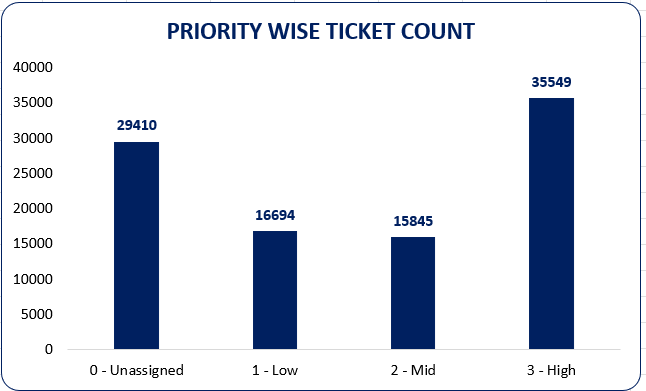 PRIORITY WISE TICKET COUNT
40000
35000
30000
25000
20000
15000
10000
5000
0
29410
16694
15845
35549
0 - Unassigned
1 - Low
2 - Mid
3 - High